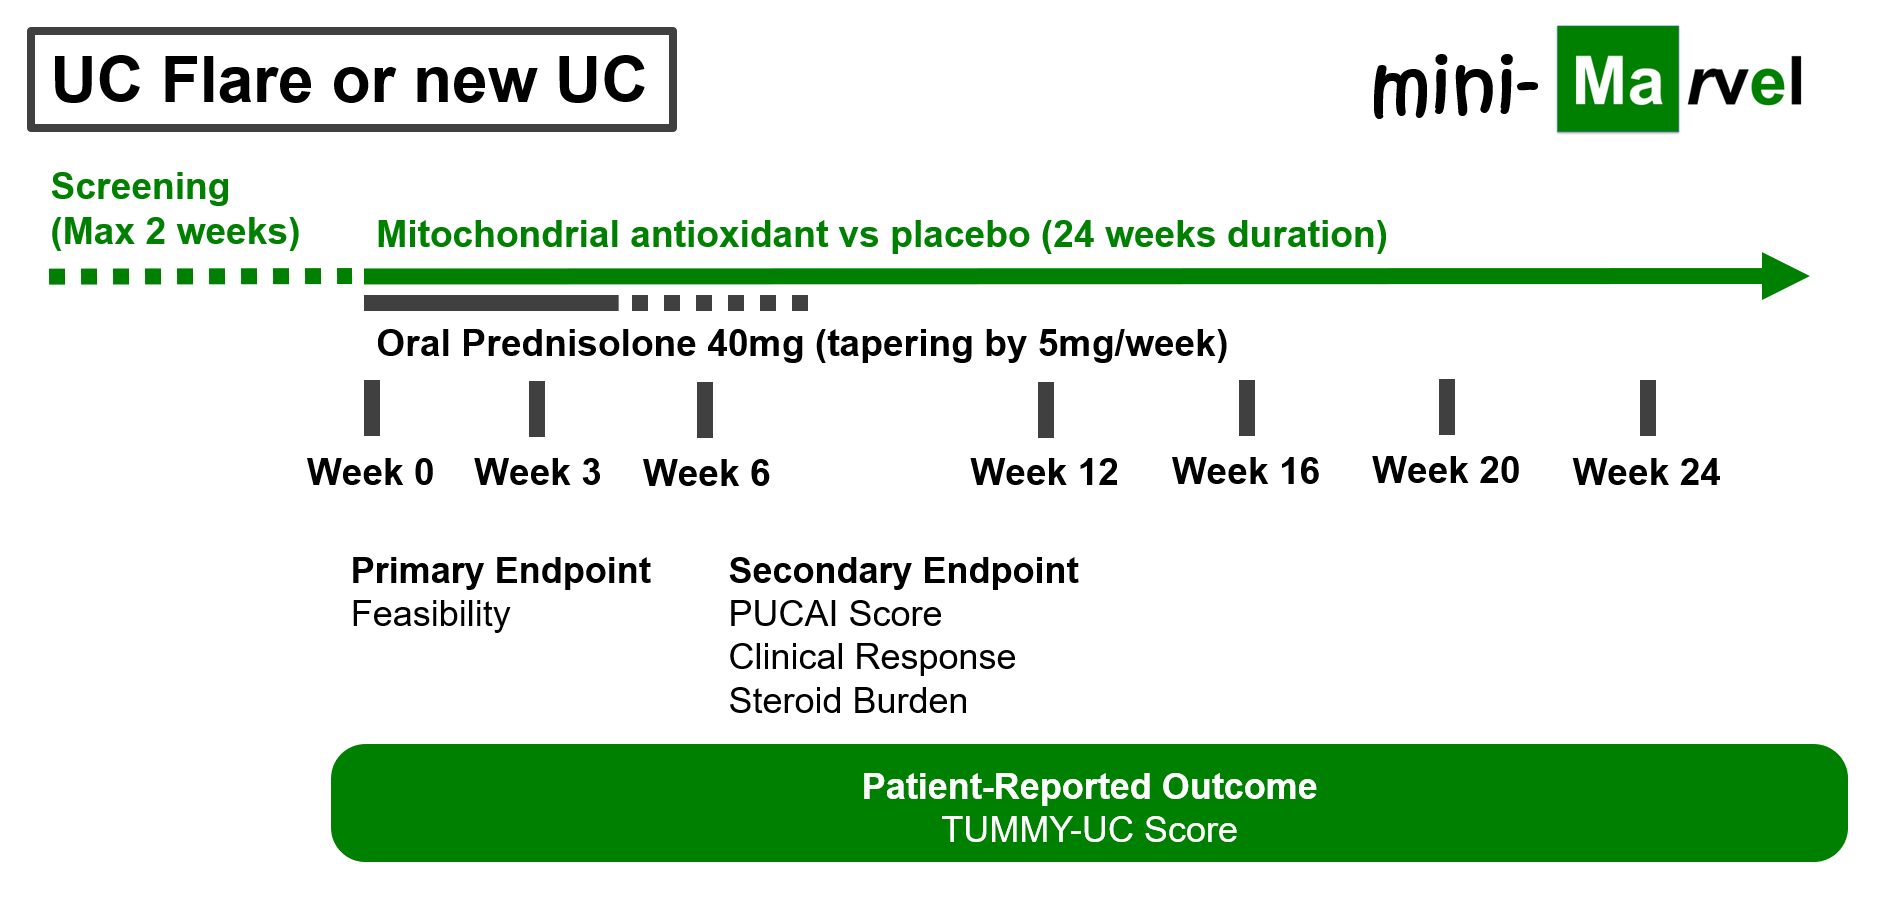 UC Flare or new UC
mini-Marvel
Screening
(Max 2 weeks)
Mitochondrial antioxidant vs placebo (24 weeks duration)
Oral Prednisolone 40mg (tapering by 5mg/week)
Week 0
Week 3
Week 6
Week 12
Week 16
Week 20
Week 24
Primary Endpoint
Feasibility
Secondary Endpoint
PUCAI Score
Clinical Response
Steroid Burden
Patient-Reported Outcome
TUMMY-UC Score